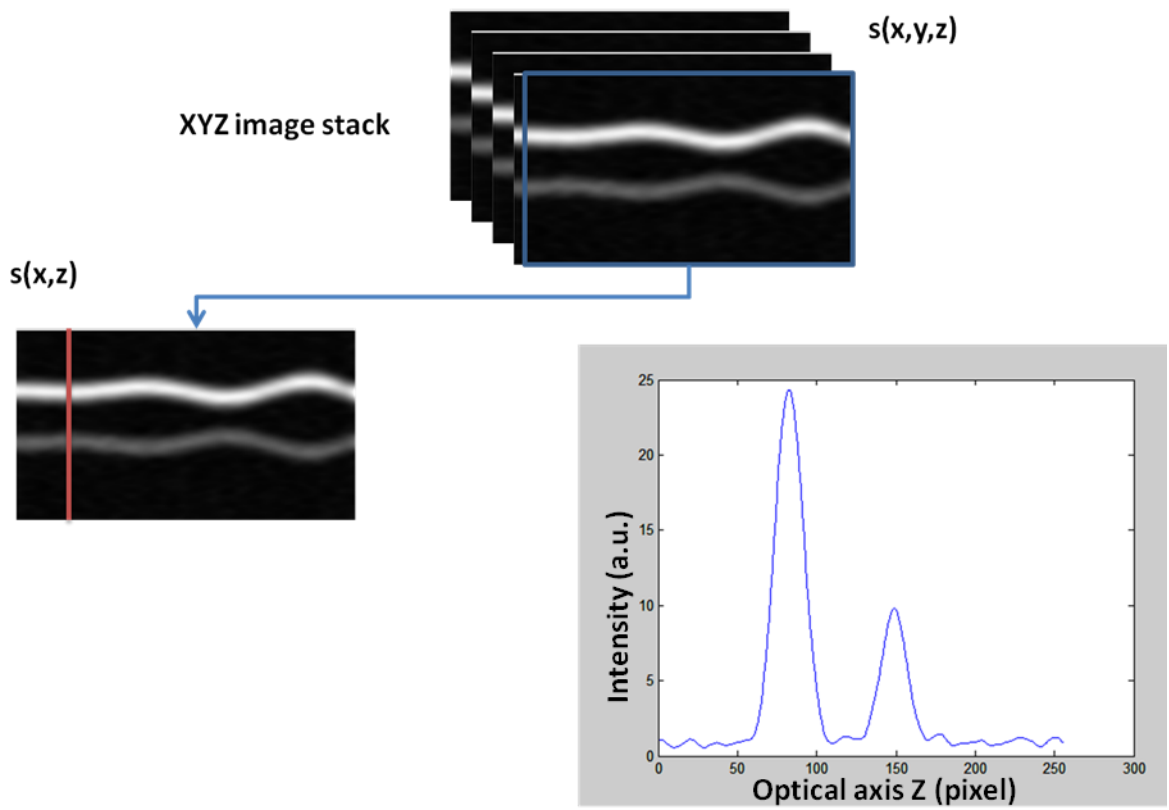 s(x,y,z)
XYZ image stack
s(x,z)
25
20
15
10
5
0
Intensity (a.u.)
0 50 100 150 200 250 300
Optical axis Z (pixel)